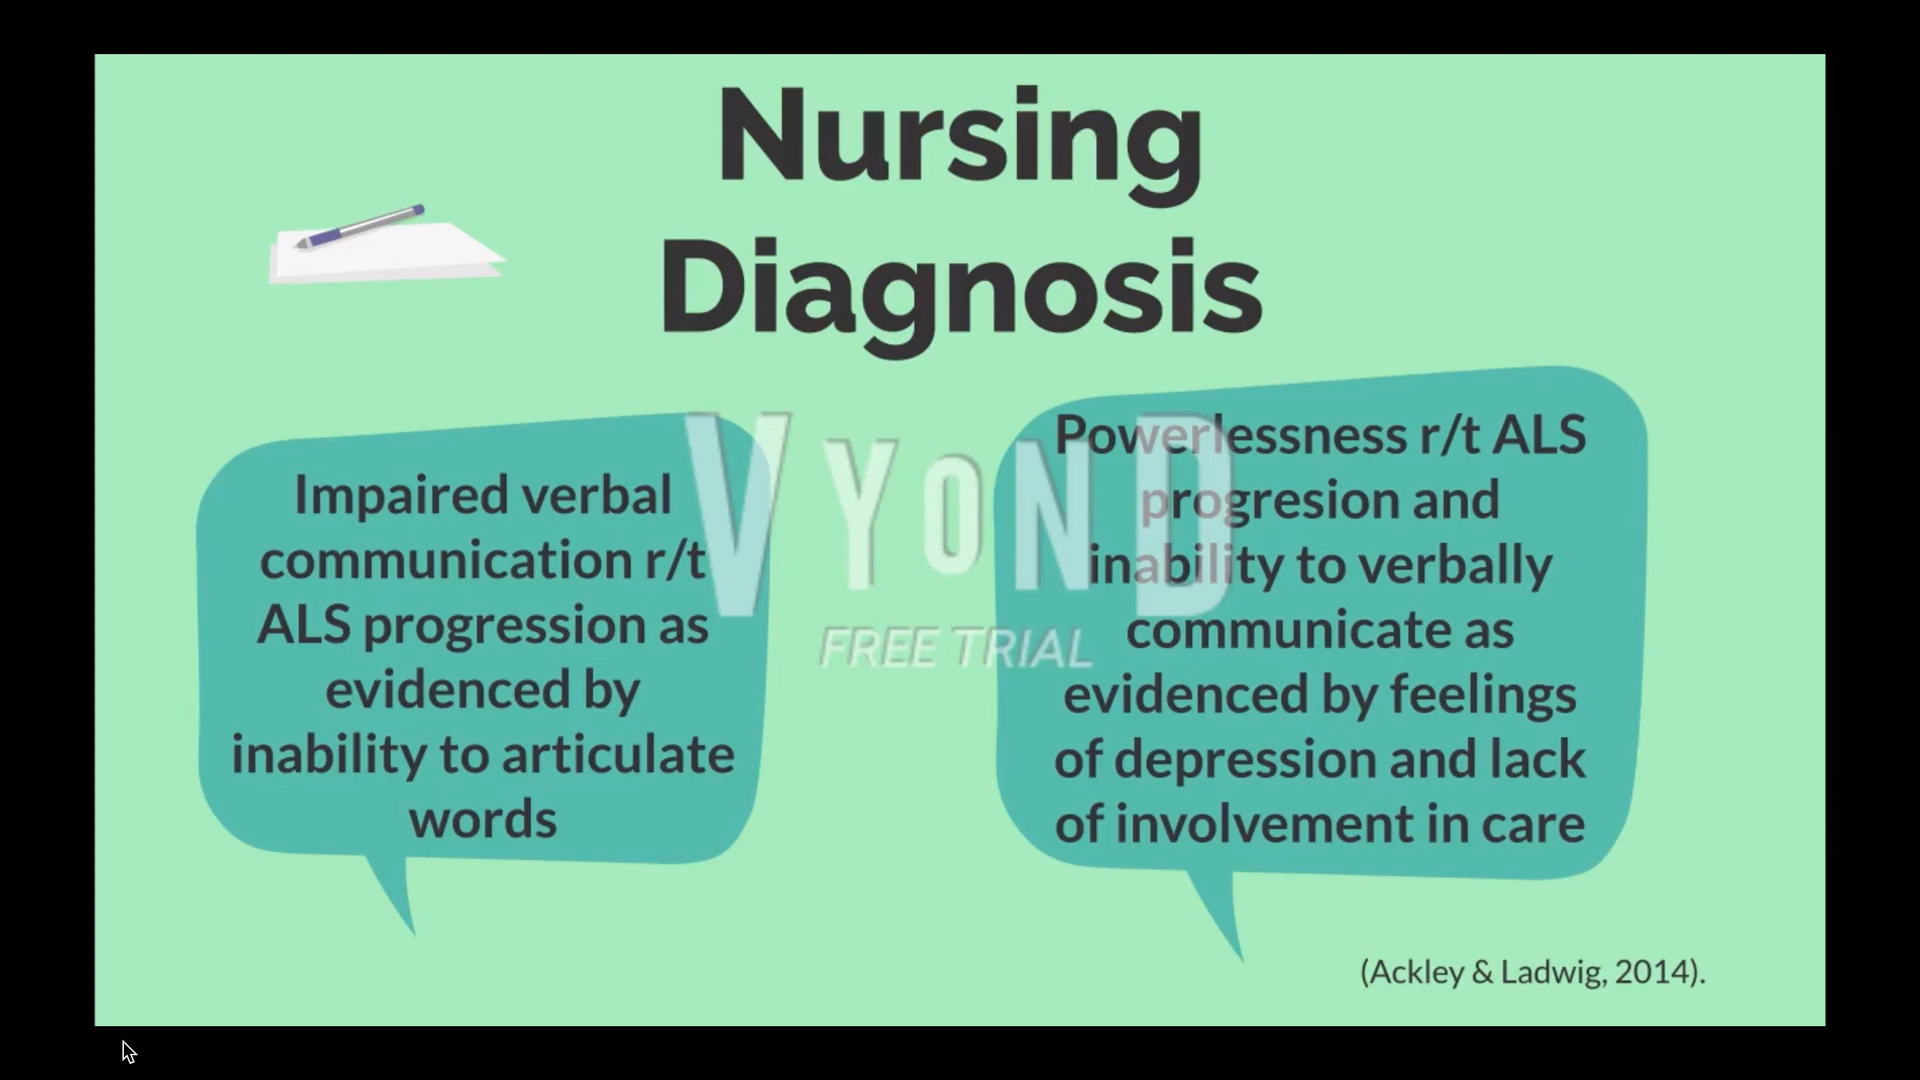 Nursing
Diagnosis
Impaired verbal
communication r/t
ALS progression as
evidenced by
inability to articulate
words
Powerlessness r/t ALS
progresion and
inability to verbally
communicate as
evidenced by feelings
of depression and lack
of involvement in care
VYOND
FREE TRIAL
(Ackley & Ladwig, 2014).